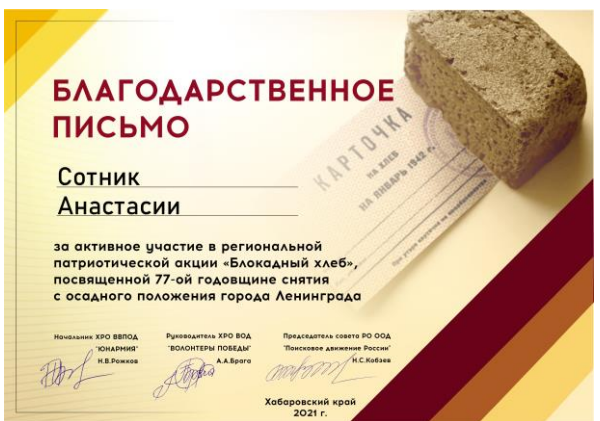 БЛАГОДАРСТВЕННОЕ
ПИСЬМО
КАРТОЧКА
НА ХЛЕБ
НА ЯНВАРЬ 1942 г.
Сотник
Анастасии
за активное участие в региональной
патриотической акции «Блокадный хлеб»,
посвященной 77-ой годовщине снятия
с осадного положения города Ленинграда
Начальник ХРО ВВПОД
"ЮНАРМИЯ"
Н.В.Рожков
Руководитель ХРО ВОД
"ВОЛОНТЕРЫ ПОБЕДЫ"
А.А.Брага
Председатель совета РО ООД
"Поисковое движение России"
Н.С.Кобзев
Хабаровский край
2021 г.